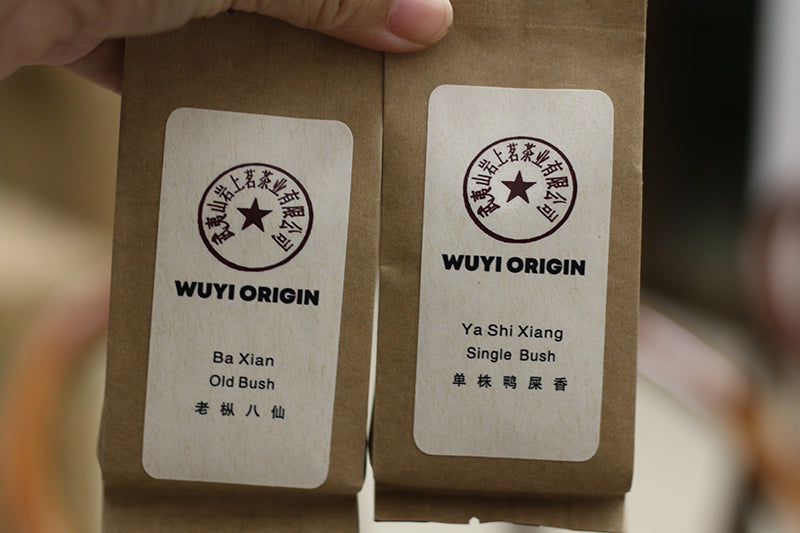 武夷山岩上茗茶业有限公司
WUYI ORIGIN
Ba Xian
Old Bush
老枞八仙
武夷山岩上茗茶业有限公司
WUYI ORIGIN
Ya Shi Xiang
Single Bush
单株鸭屎香